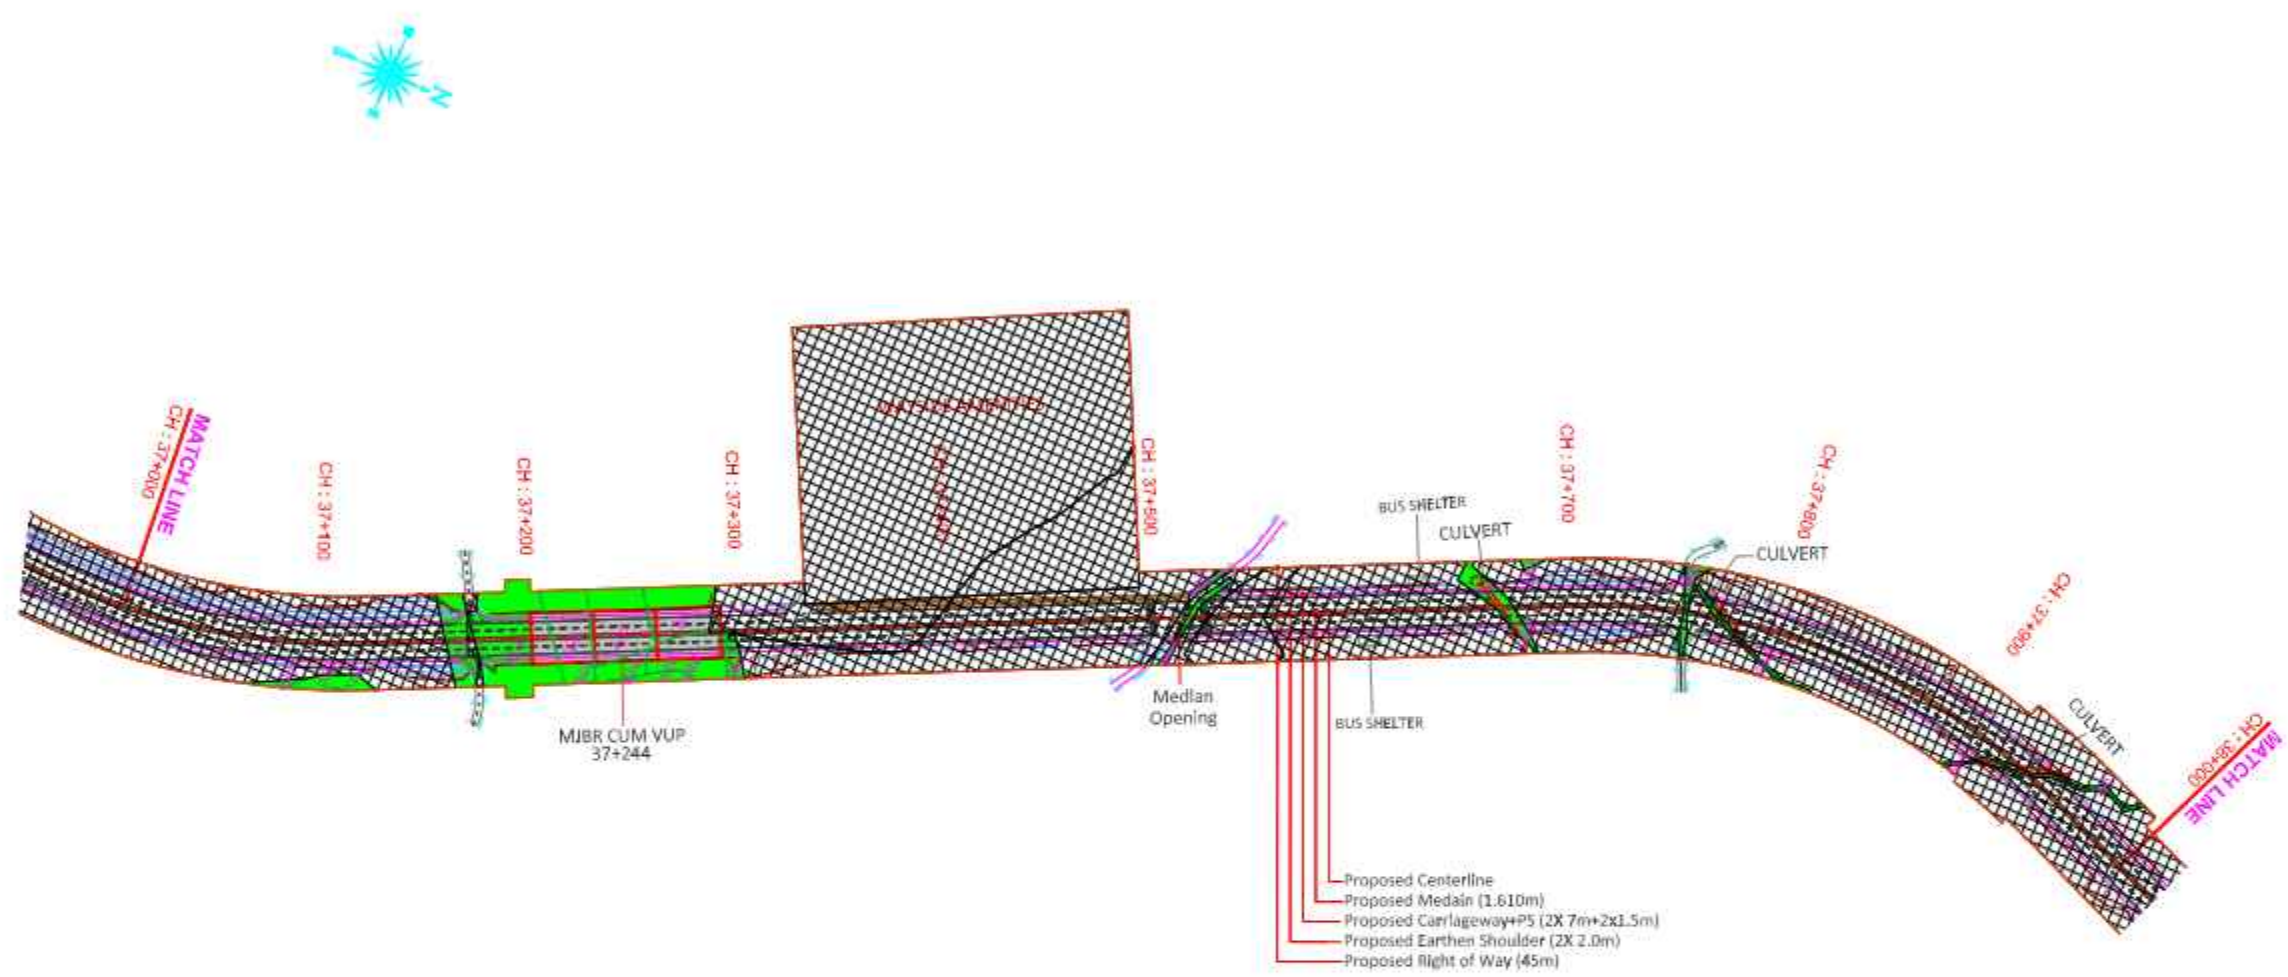 N
CH : 37+000
MATCH LINE
CH : 37+100
CH : 37+200
CH : 37+300
CH : 37+500
BUS SHELTER
CULVERT
CH : 37+700
CH : 37+800
CULVERT
CH : 37+900
CULVERT
CH : 38+000
MATCH LINE
MJBR CUM VUP
37+244
Median
Opening
BUS SHELTER
Proposed Centerline
Proposed Medain (1.610m)
Proposed Carriageway+PS (2X 7m+2x1.5m)
Proposed Earthen Shoulder (2X 2.0m)
Proposed Right of Way (45m)